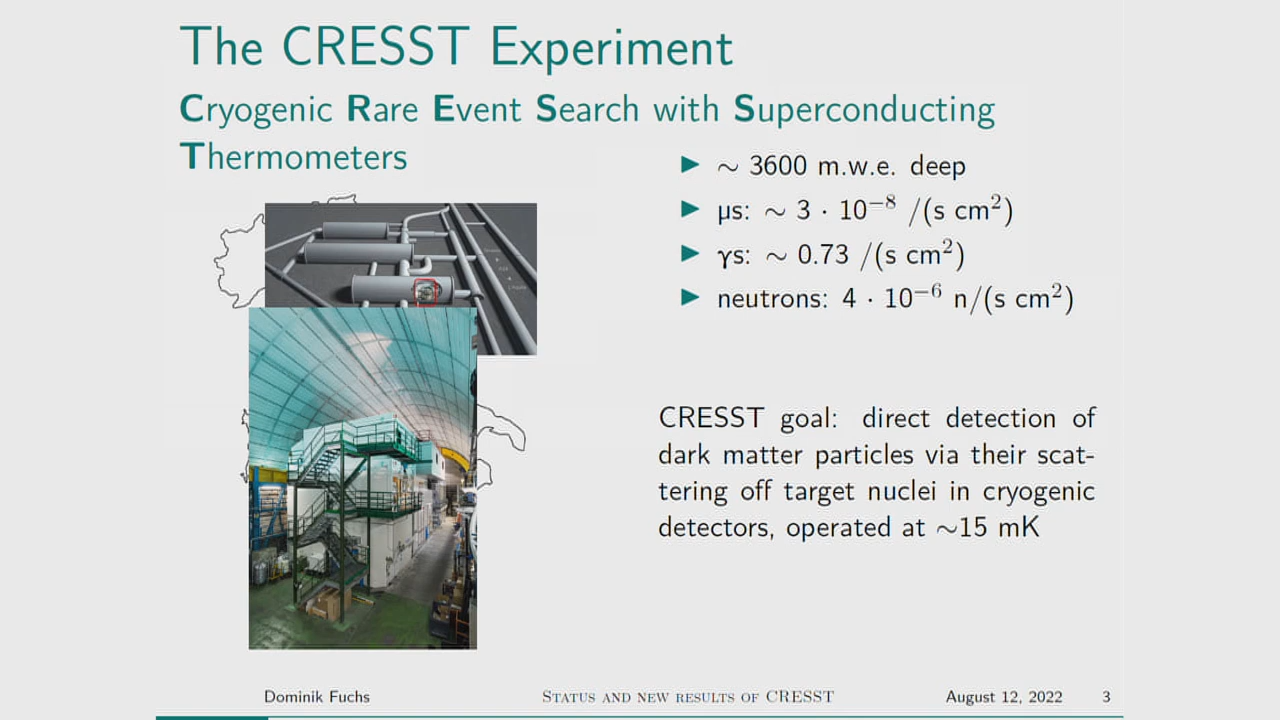 The CRESST Experiment
Cryogenic Rare Event Search with Superconducting
Thermometers
▶ ∼ 3600 m.w.e. deep
▶ μs: ∼ 3 · 10⁻⁸ /(s cm²)
▶ γs: ∼ 0.73 /(s cm²)
▶ neutrons: 4 · 10⁻⁶ n/(s cm²)
CRESST goal: direct detection of
dark matter particles via their scat-
tering off target nuclei in cryogenic
detectors, operated at ∼15 mK
Dominik Fuchs STATUS AND NEW RESULTS OF CRESST August 12, 2022 3